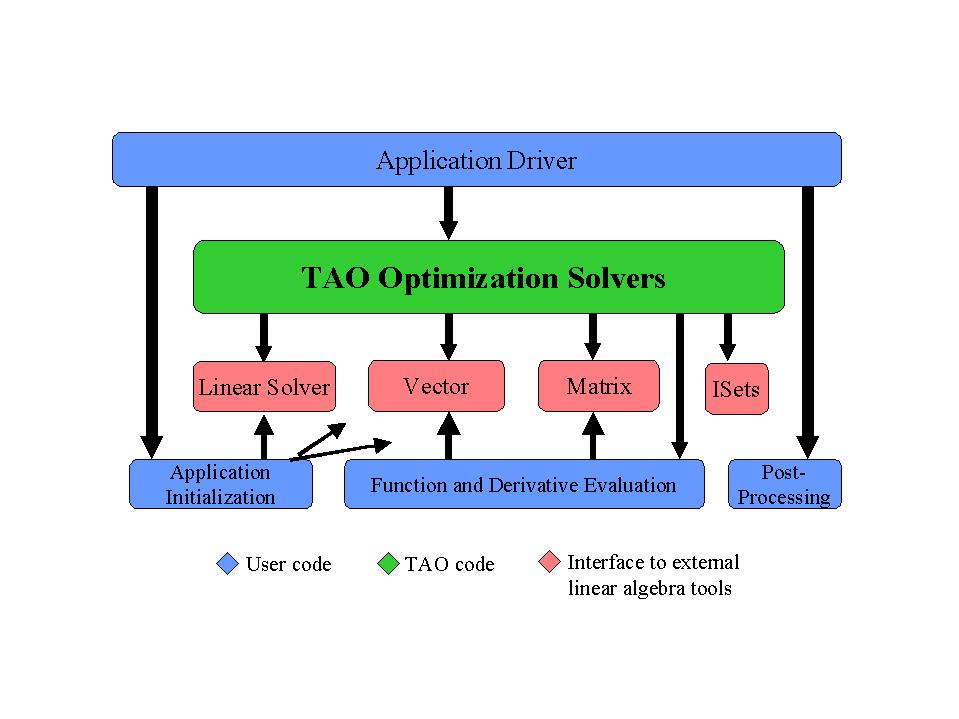 Application Driver
TAO Optimization Solvers
Linear Solver
Vector
Matrix
ISets
Application
Initialization
Function and Derivative Evaluation
Post-
Processing
User code
TAO code
Interface to external
linear algebra tools